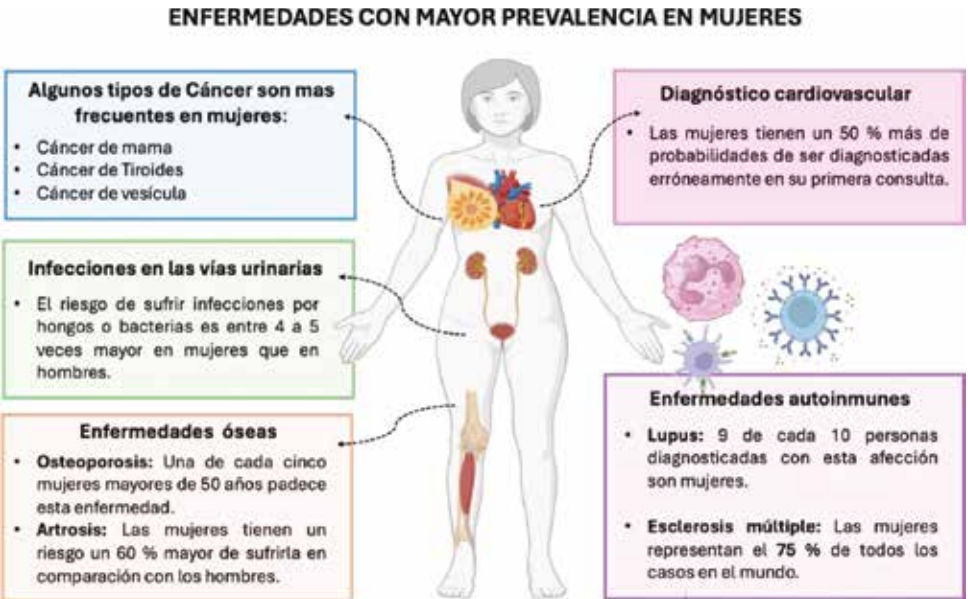 ENFERMEDADES CON MAYOR PREVALENCIA EN MUJERES
Algunos tipos de Cáncer son mas
frecuentes en mujeres:
• Cáncer de mama
• Cáncer de Tiroides
• Cáncer de vesícula
Infecciones en las vías urinarias
• El riesgo de sufrir infecciones por
hongos o bacterias es entre 4 a 5
veces mayor en mujeres que en
hombres.
Enfermedades óseas
• Osteoporosis: Una de cada cinco
mujeres mayores de 50 años padece
esta enfermedad.
• Artrosis: Las mujeres tienen un
riesgo un 60 % mayor de sufrirla en
comparación con los hombres.
Diagnóstico cardiovascular
• Las mujeres tienen un 50 % más de
probabilidades de ser diagnosticadas
erróneamente en su primera consulta.
Enfermedades autoinmunes
• Lupus: 9 de cada 10 personas
diagnosticadas con esta afección
son mujeres.
• Esclerosis múltiple: Las mujeres
representan el 75 % de todos los
casos en el mundo.